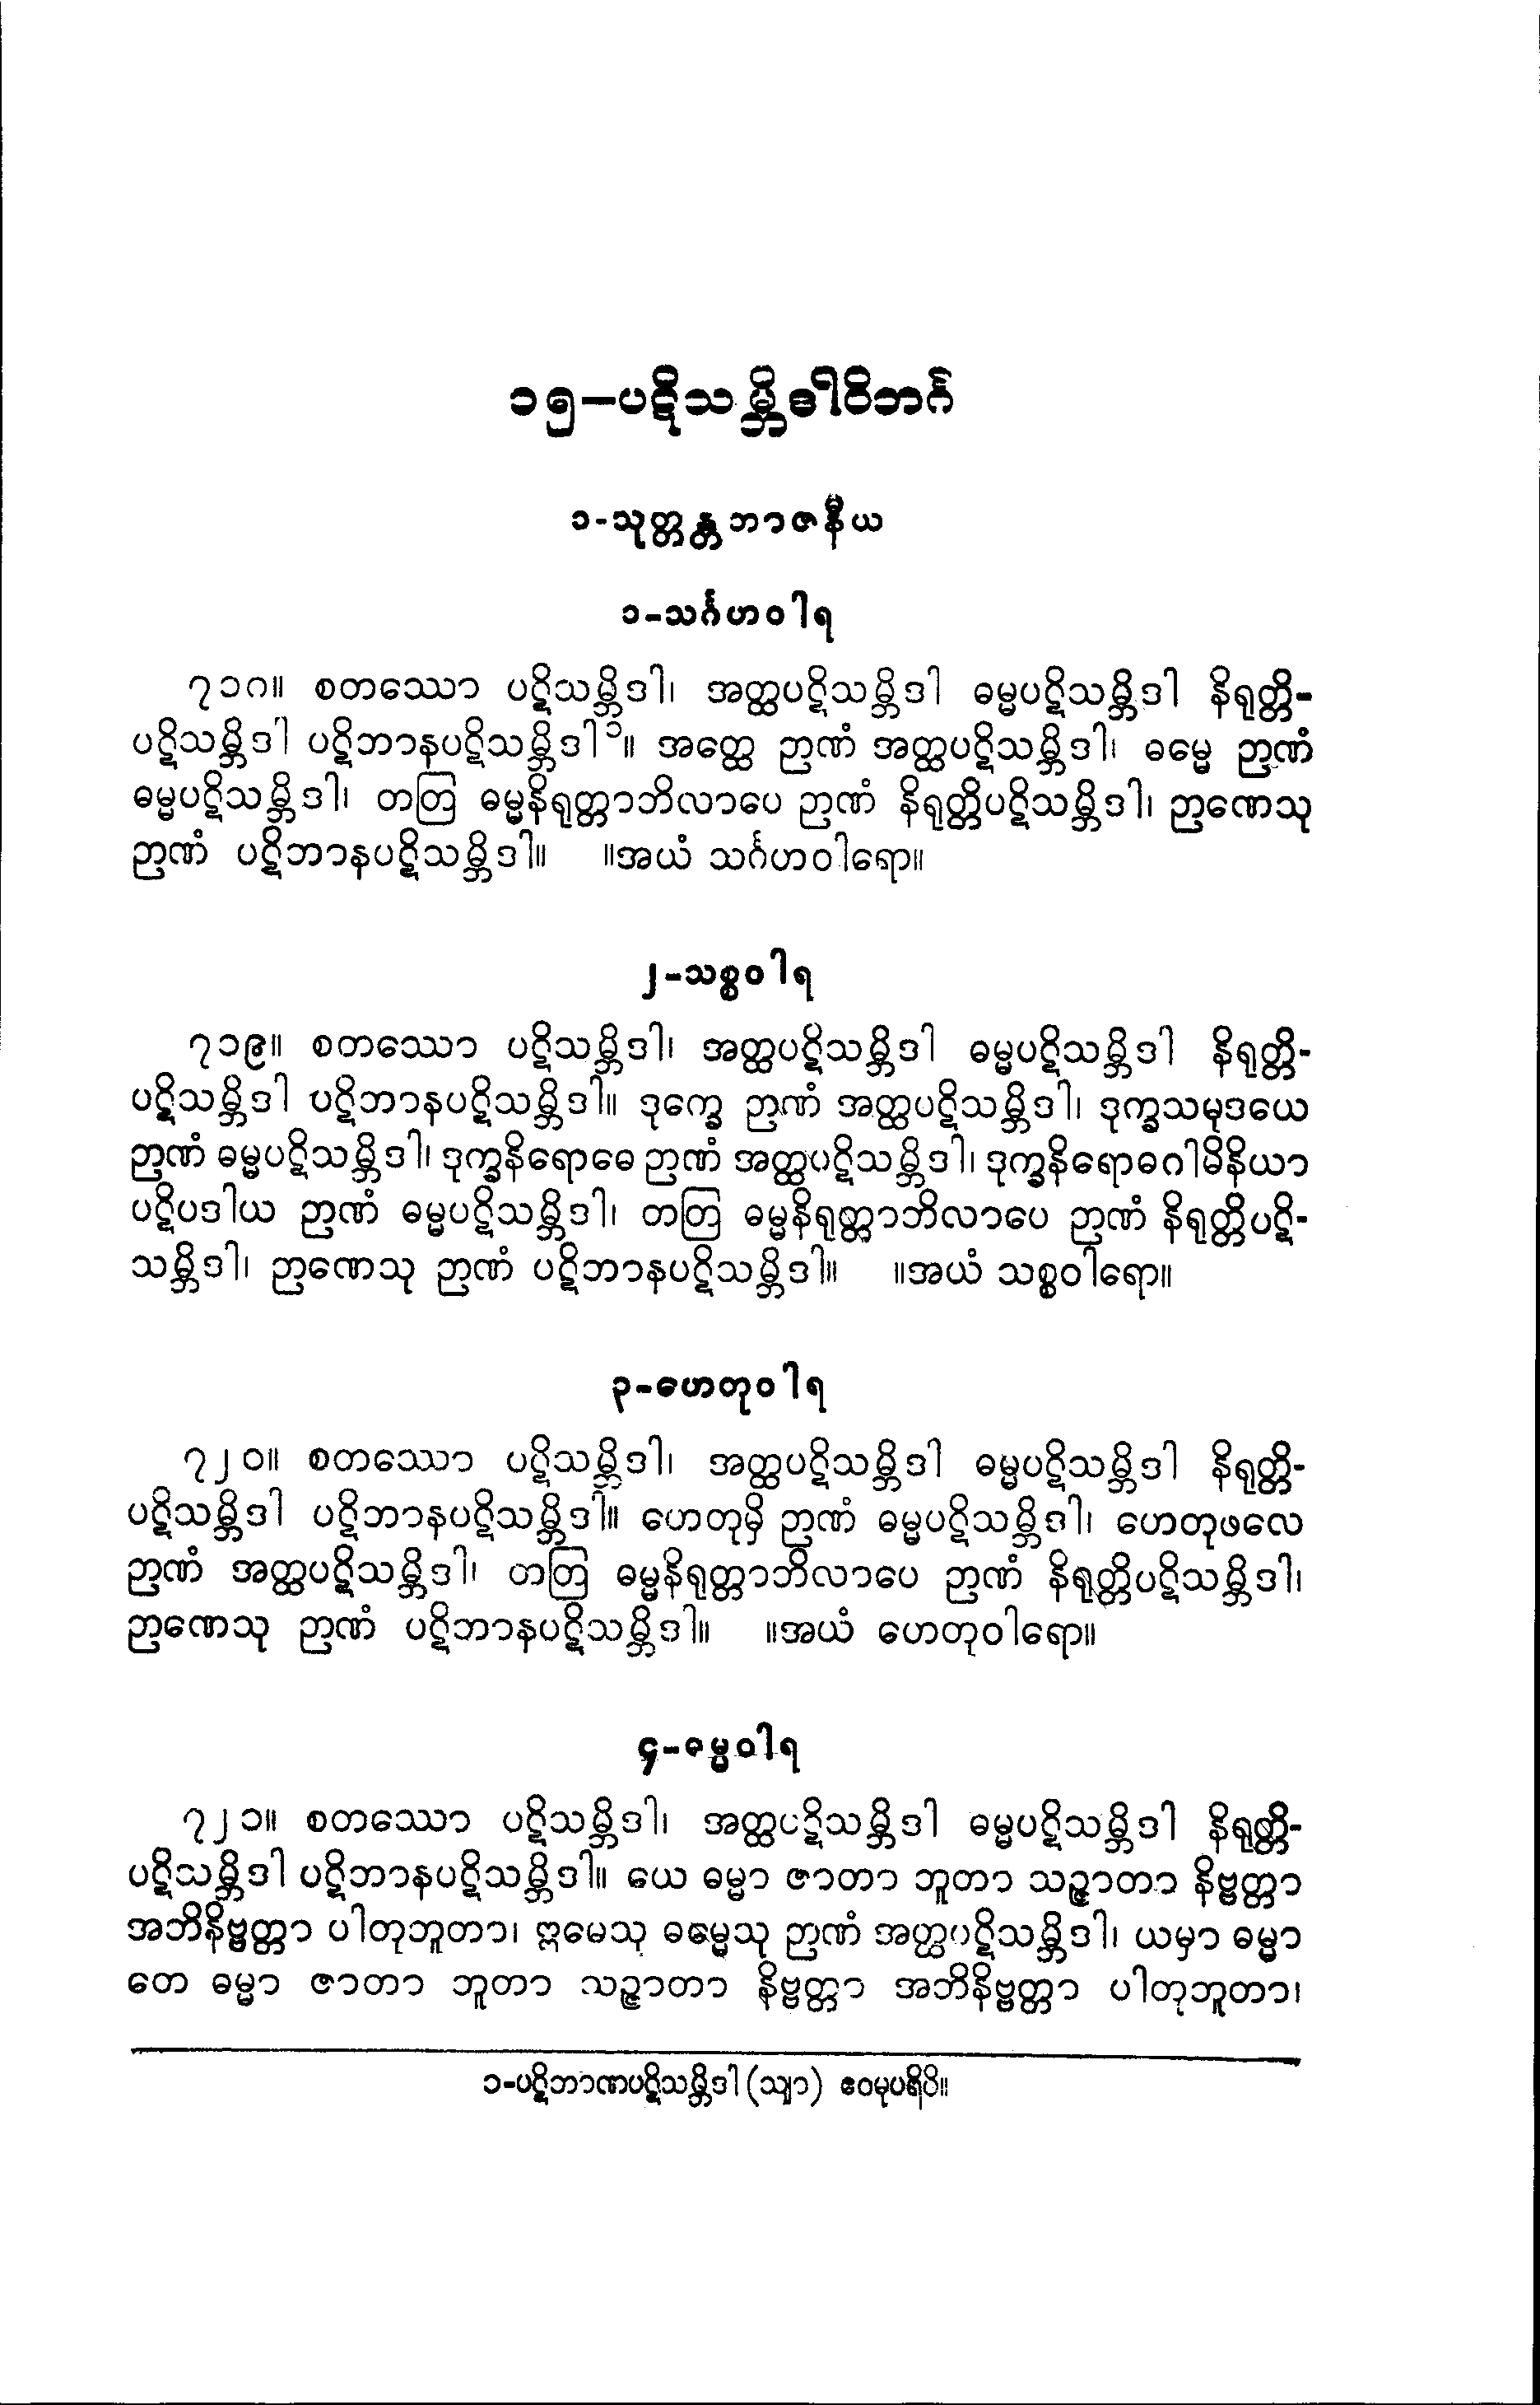 ၁၅–ပဋိသမ္ဘိဒါဝိဘင်္ဂ
၁-သုတ္တန္တဘာဇနီယ
၁-သင်္ဂဟဝါရ
၇၁၈။ စတဿော ပဋိသမ္ဘိဒါ၊ အတ္ထပဋိသမ္ဘိဒါ ဓမ္မပဋိသမ္ဘိဒါ နိရုတ္တိ-
ပဋိသမ္ဘိဒါ ပဋိဘာနပဋိသမ္ဘိဒါ ၁။ အတ္ထေ ဉာဏံ အတ္ထပဋိသမ္ဘိဒါ၊ ဓမ္မေ ဉာဏံ
ဓမ္မပဋိသမ္ဘိဒါ၊ တတြ ဓမ္မနိရုတ္တာဘိလာပေ ဉာဏံ နိရုတ္တိပဋိသမ္ဘိဒါ၊ ဉာဏေသု
ဉာဏံ ပဋိဘာနပဋိသမ္ဘိဒါ။ ။အယံ သင်္ဂဟဝါရော။
၂-သစ္စဝါရ
၇၁၉။ စတဿော ပဋိသမ္ဘိဒါ၊ အတ္ထပဋိသမ္ဘိဒါ ဓမ္မပဋိသမ္ဘိဒါ နိရုတ္တိ-
ပဋိသမ္ဘိဒါ ပဋိဘာနပဋိသမ္ဘိဒါ။ ဒုက္ခေ ဉာဏံ အတ္ထပဋိသမ္ဘိဒါ၊ ဒုက္ခသမုဒယေ
ဉာဏံ ဓမ္မပဋိသမ္ဘိဒါ၊ ဒုက္ခနိရောဓေ ဉာဏံ အတ္ထပဋိသမ္ဘိဒါ၊ ဒုက္ခနိရောဓဂါမိနိယာ
ပဋိပဒါယ ဉာဏံ ဓမ္မပဋိသမ္ဘိဒါ၊ တတြ ဓမ္မနိရုတ္တာဘိလာပေ ဉာဏံ နိရုတ္တိပဋိ-
သမ္ဘိဒါ၊ ဉာဏေသု ဉာဏံ ပဋိဘာနပဋိသမ္ဘိဒါ။ ။အယံ သစ္စဝါရော။
၃-ဟေတုဝါရ
၇၂၀။ စတဿော ပဋိသမ္ဘိဒါ၊ အတ္ထပဋိသမ္ဘိဒါ ဓမ္မပဋိသမ္ဘိဒါ နိရုတ္တိ-
ပဋိသမ္ဘိဒါ ပဋိဘာနပဋိသမ္ဘိဒါ။ ဟေတုမှိ ဉာဏံ ဓမ္မပဋိသမ္ဘိဒါ၊ ဟေတုဖလေ
ဉာဏံ အတ္ထပဋိသမ္ဘိဒါ၊ တတြ ဓမ္မနိရုတ္တာဘိလာပေ ဉာဏံ နိရုတ္တိပဋိသမ္ဘိဒါ၊
ဉာဏေသု ဉာဏံ ပဋိဘာနပဋိသမ္ဘိဒါ။ ။အယံ ဟေတုဝါရော။
၄-ဓမ္မဝါရ
၇၂၁။ စတဿော ပဋိသမ္ဘိဒါ၊ အတ္ထပဋိသမ္ဘိဒါ ဓမ္မပဋိသမ္ဘိဒါ နိရုတ္တိ-
ပဋိသမ္ဘိဒါ ပဋိဘာနပဋိသမ္ဘိဒါ။ ယေ ဓမ္မာ ဇာတာ ဘူတာ သဉ္ဇာတာ နိဗ္ဗတ္တာ
အဘိနိဗ္ဗတ္တာ ပါတုဘူတာ၊ ဣမေသု ဓမ္မေသု ဉာဏံ အတ္ထပဋိသမ္ဘိဒါ၊ ယမှာ ဓမ္မာ
တေ ဓမ္မာ ဇာတာ ဘူတာ သဉ္ဇာတာ နိဗ္ဗတ္တာ အဘိနိဗ္ဗတ္တာ ပါတုဘူတာ၊
၁-ပဋိဘာဏပဋိသမ္ဘိဒါ (သျာ) ဧဝမုပရိပိ။